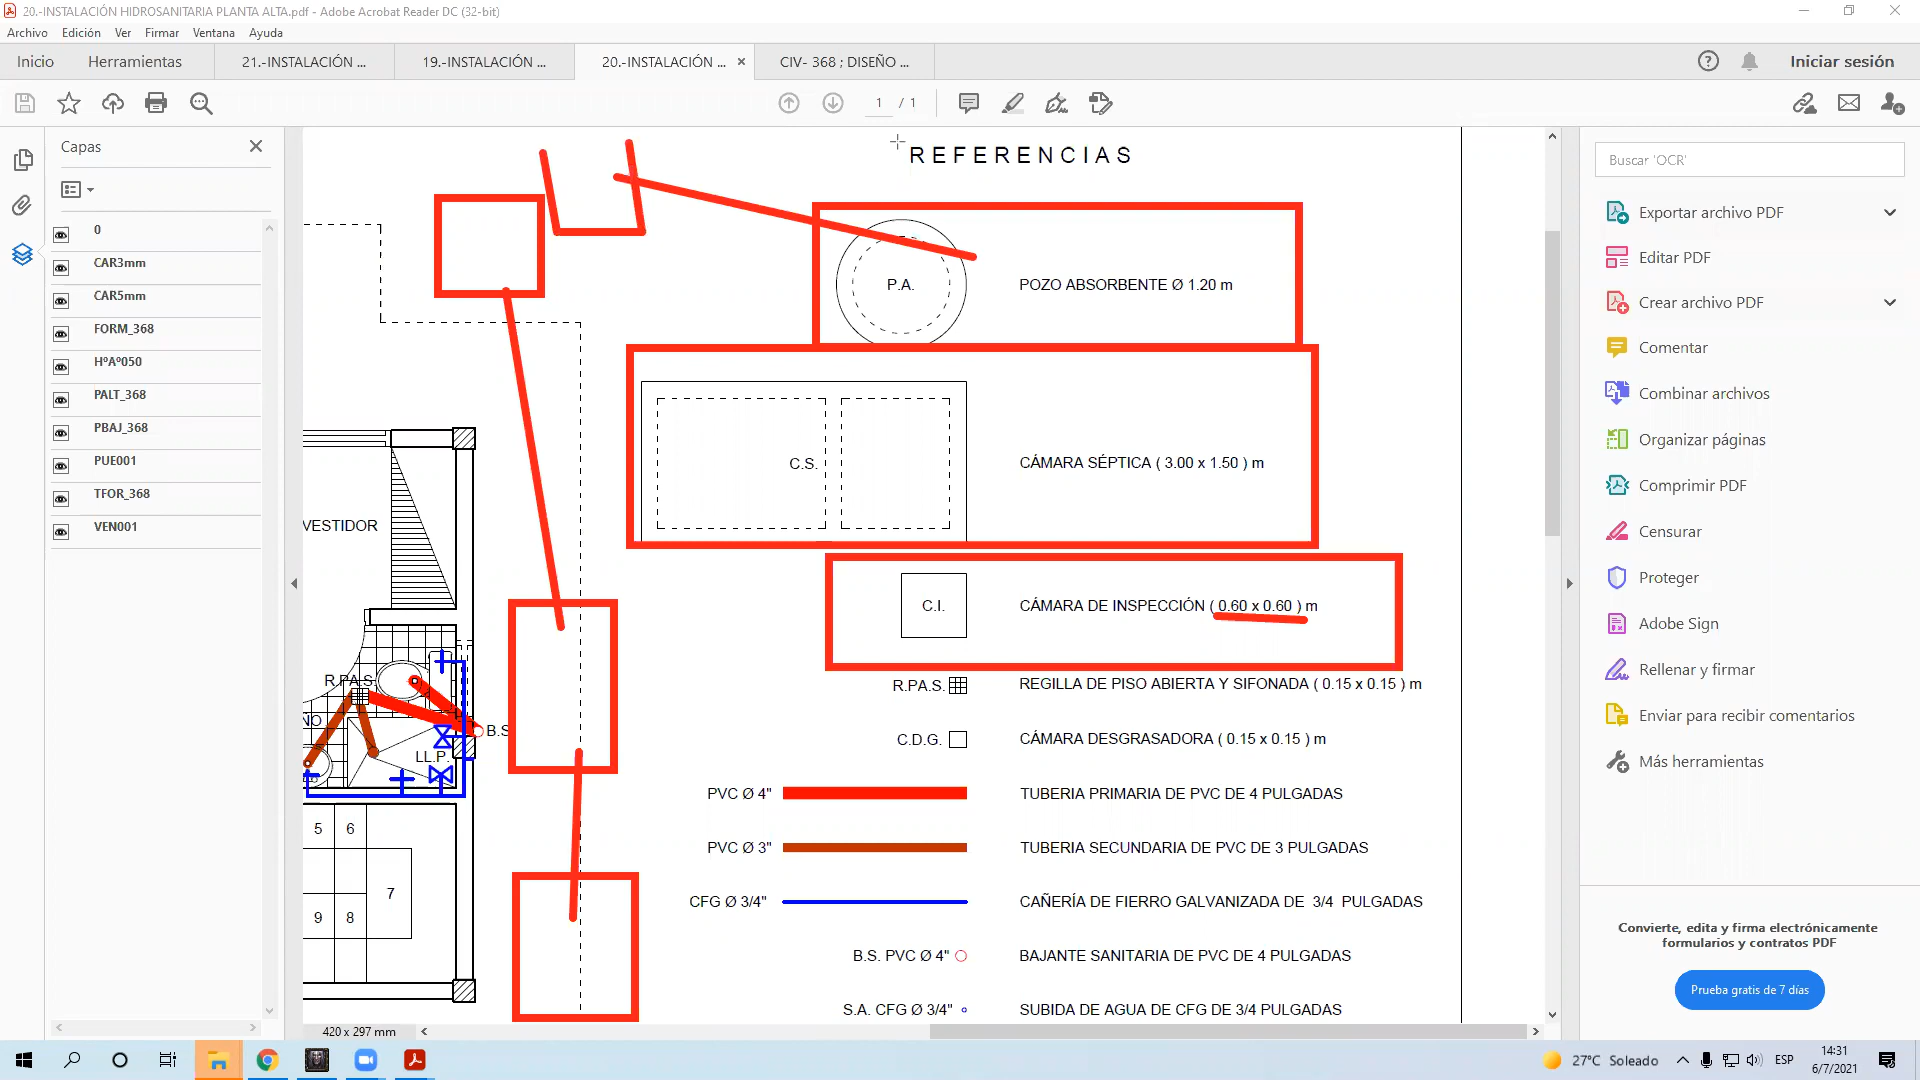 20.-INSTALACIÓN HIDROSANITARIA PLANTA ALTA.pdf - Adobe Acrobat Reader DC (32-bit)
Archivo Edición Ver Firmar Ventana Ayuda
Inicio Herramientas 21.-INSTALACIÓN ... 19.-INSTALACIÓN ... 20.-INSTALACIÓN ... CIV- 368 ; DISEÑO ... Iniciar sesión
1 / 1
Capas
0
CAR3mm
CAR5mm
FORM_368
HºAº050
PALT_368
PBAJ_368
PUE001
TFOR_368
VEN001
REFERENCIAS
P.A. POZO ABSORBENTE Ø 1.20 m
C.S. CÁMARA SÉPTICA ( 3.00 x 1.50 ) m
C.I. CÁMARA DE INSPECCIÓN ( 0.60 x 0.60 ) m
R.PA.S. REGILLA DE PISO ABIERTA Y SIFONADA ( 0.15 x 0.15 ) m
C.D.G. CÁMARA DESGRASADORA ( 0.15 x 0.15 ) m
PVC Ø 4" TUBERIA PRIMARIA DE PVC DE 4 PULGADAS
PVC Ø 3" TUBERIA SECUNDARIA DE PVC DE 3 PULGADAS
CFG Ø 3/4" CAÑERÍA DE FIERRO GALVANIZADA DE 3/4 PULGADAS
B.S. PVC Ø 4" BAJANTE SANITARIA DE PVC DE 4 PULGADAS
S.A. CFG Ø 3/4" SUBIDA DE AGUA DE CFG DE 3/4 PULGADAS
VESTIDOR
R.PA.S.
B.S
LL.P.
5 6
7
9 8
420 x 297 mm
Buscar 'OCR'
Exportar archivo PDF
Editar PDF
Crear archivo PDF
Comentar
Combinar archivos
Organizar páginas
Comprimir PDF
Censurar
Proteger
Adobe Sign
Rellenar y firmar
Enviar para recibir comentarios
Más herramientas
Convierte, edita y firma electrónicamente
formularios y contratos PDF
Prueba gratis de 7 días
27°C Soleado ESP 14:31
6/7/2021